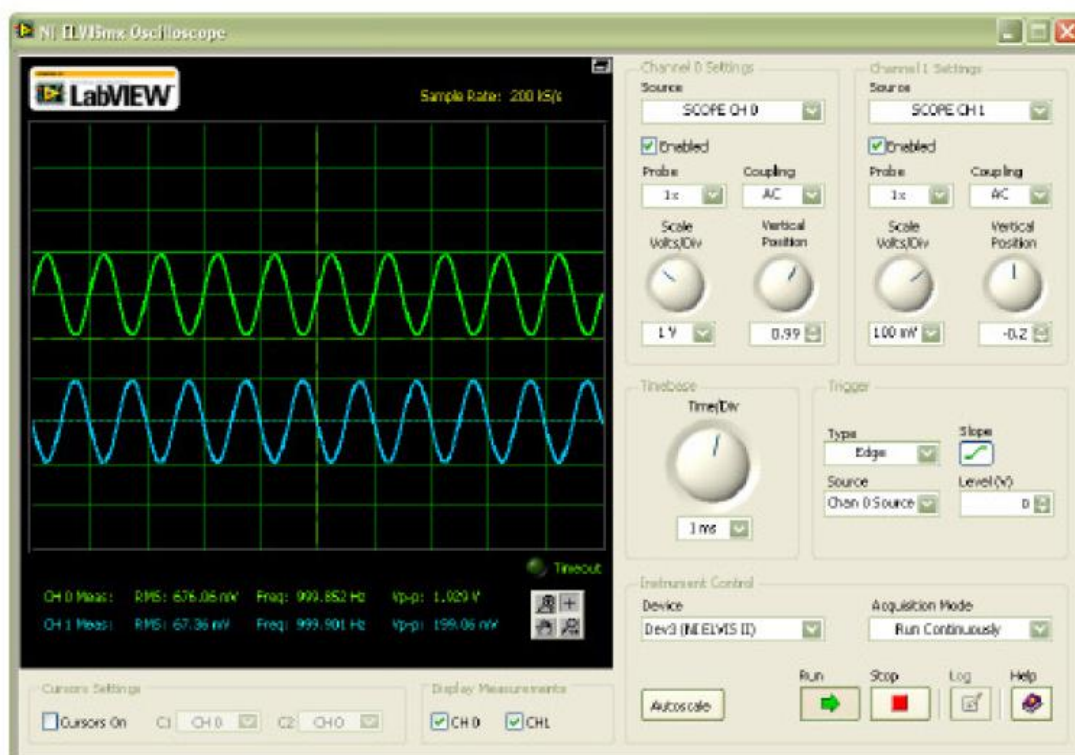 NI ELVISmx Oscilloscope
LabVIEW
Sample Rate: 200 kS/s
Channel 0 Settings
Source
SCOPE CH 0
Enabled
Probe Coupling
1x AC
Scale Volts/Div Vertical Position
1 V 0.99
Channel 1 Settings
Source
SCOPE CH 1
Enabled
Probe Coupling
1x AC
Scale Volts/Div Vertical Position
100 mV -0.2
Timebase
Time/Div
1 ms
Trigger
Type Slope
Edge
Source Level (V)
Chan 0 Source 0
Timeout
CH 0 Meas: RMS: 676.06 mV Freq: 999.852 Hz Vp-p: 1.929 V
CH 1 Meas: RMS: 67.36 mV Freq: 999.901 Hz Vp-p: 199.06 mV
Instrument Control
Device Acquisition Mode
Dev3 (NI ELVIS II) Run Continuously
Run Stop Log Help
Autoscale
Cursors Settings
Cursors On C1 CH 0 C2 CH 0
Display Measurements
CH 0 CH1